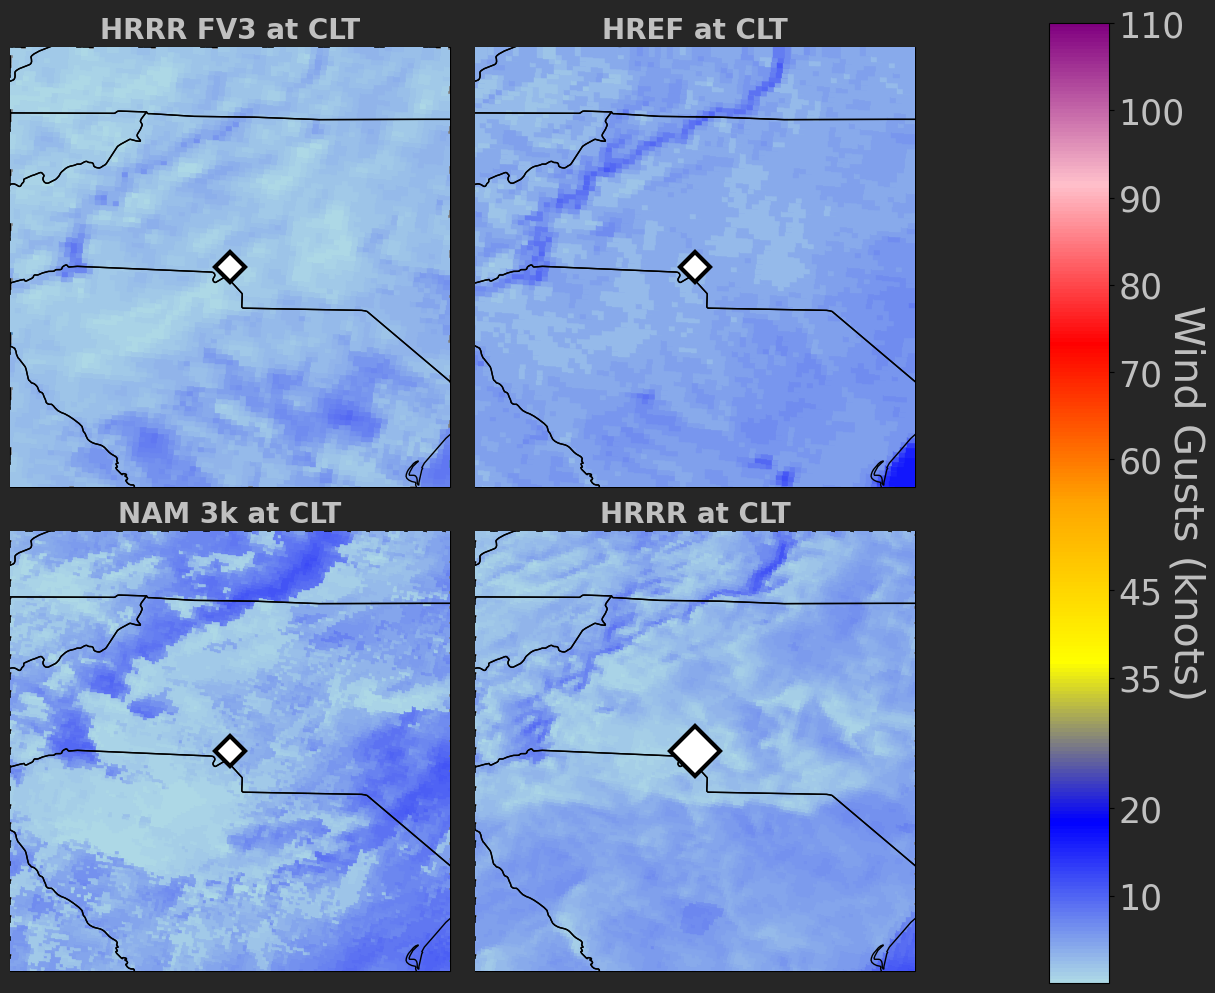 HRRR FV3 at CLT
HREF at CLT
NAM 3k at CLT
HRRR at CLT
110
100
90
80
70
60
45
35
20
10
Wind Gusts (knots)